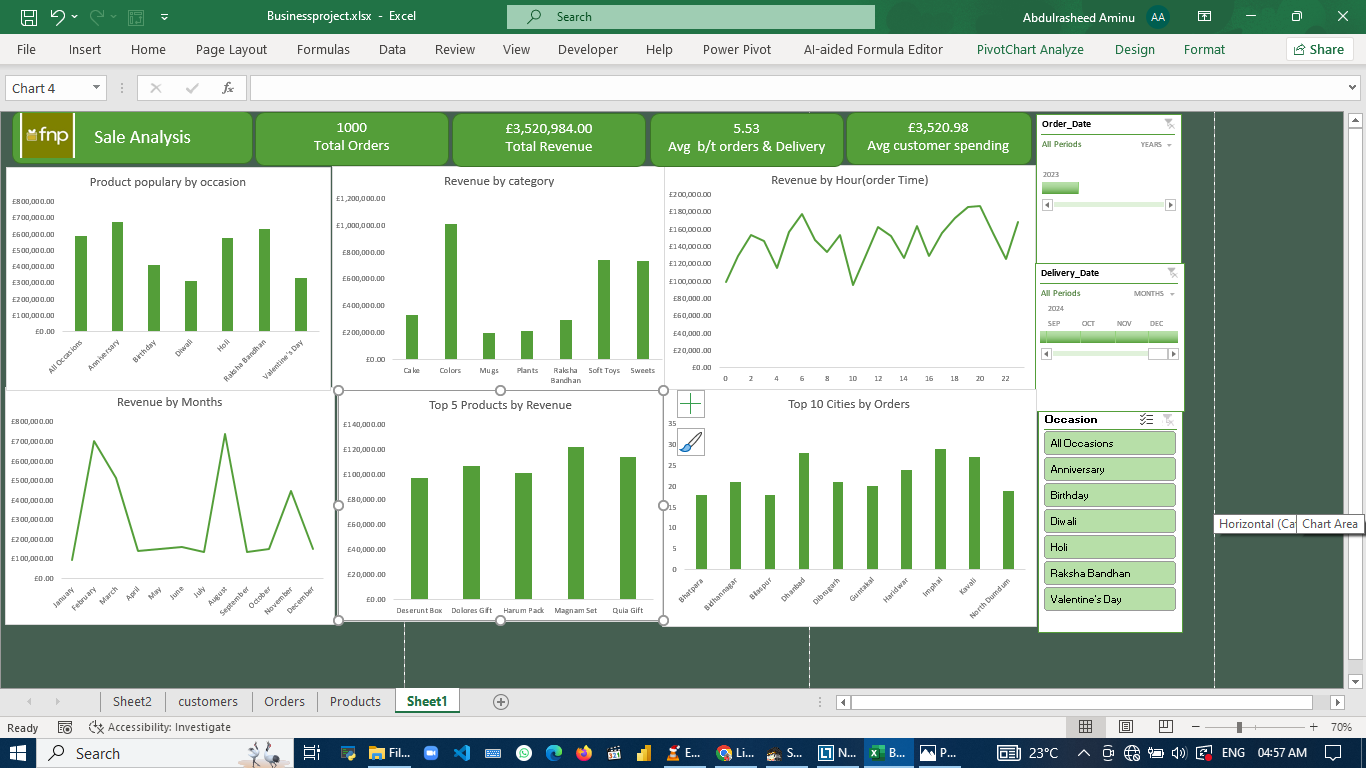 Businessproject.xlsx - Excel
Search
Abdulrasheed Aminu
AA
File Insert Home Page Layout Formulas Data Review View Developer Help Power Pivot AI-aided Formula Editor PivotChart Analyze Design Format Share
Chart 4
fx
fnp
Sale Analysis
1000
Total Orders
£3,520,984.00
Total Revenue
5.53
Avg b/t orders & Delivery
£3,520.98
Avg customer spending
Product populary by occasion
£800,000.00
£700,000.00
£600,000.00
£500,000.00
£400,000.00
£300,000.00
£200,000.00
£100,000.00
£0.00
All Occasions
Anniversary
Birthday
Diwali
Holi
Raksha Bandhan
Valentine's Day
Revenue by category
£1,200,000.00
£1,000,000.00
£800,000.00
£600,000.00
£400,000.00
£200,000.00
£0.00
Cake
Colors
Mugs
Plants
Raksha
Bandhan
Soft Toys
Sweets
Revenue by Hour(order Time)
£200,000.00
£180,000.00
£160,000.00
£140,000.00
£120,000.00
£100,000.00
£80,000.00
£60,000.00
£40,000.00
£20,000.00
£0.00
0 2 4 6 8 10 12 14 16 18 20 22
Order_Date
All Periods YEARS
2023
Delivery_Date
All Periods MONTHS
2024
SEP OCT NOV DEC
Revenue by Months
£800,000.00
£700,000.00
£600,000.00
£500,000.00
£400,000.00
£300,000.00
£200,000.00
£100,000.00
£0.00
January
February
March
April
May
June
July
August
September
October
November
December
Top 5 Products by Revenue
£140,000.00
£120,000.00
£100,000.00
£80,000.00
£60,000.00
£40,000.00
£20,000.00
£0.00
Deserunt Box
Dolores Gift
Harum Pack
Magnam Set
Quia Gift
Top 10 Cities by Orders
35
30
25
20
15
10
5
0
Bhatpara
Bidhannagar
Bilaspur
Dhanbad
Dibrugarh
Guntakal
Haridwar
Imphal
Kavali
North Dumdum
Occasion
All Occasions
Anniversary
Birthday
Diwali
Holi
Raksha Bandhan
Valentine's Day
Horizontal (Cat
Chart Area
Sheet2 customers Orders Products Sheet1
Ready
Accessibility: Investigate
70%
Search
Fil...
E...
Li...
S...
N...
B...
P...
23°C
ENG
04:57 AM